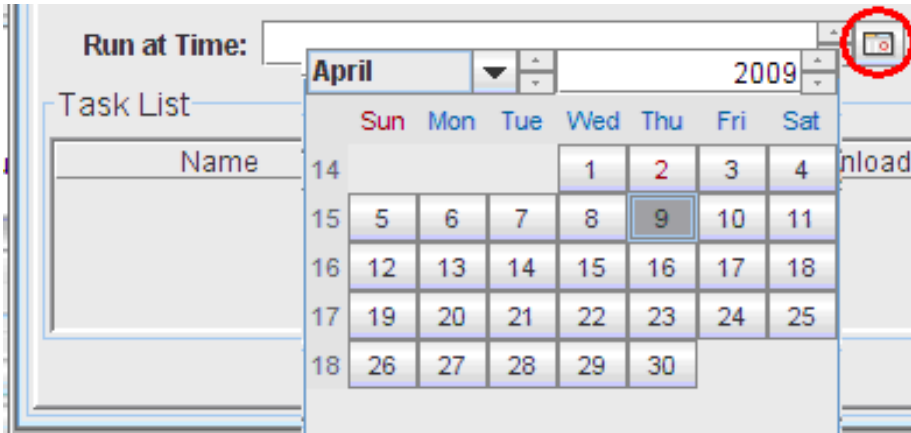 Run at Time:
April 2009
Task List
Sun Mon Tue Wed Thu Fri Sat
Name nload
14 1 2 3 4
15 5 6 7 8 9 10 11
16 12 13 14 15 16 17 18
17 19 20 21 22 23 24 25
18 26 27 28 29 30